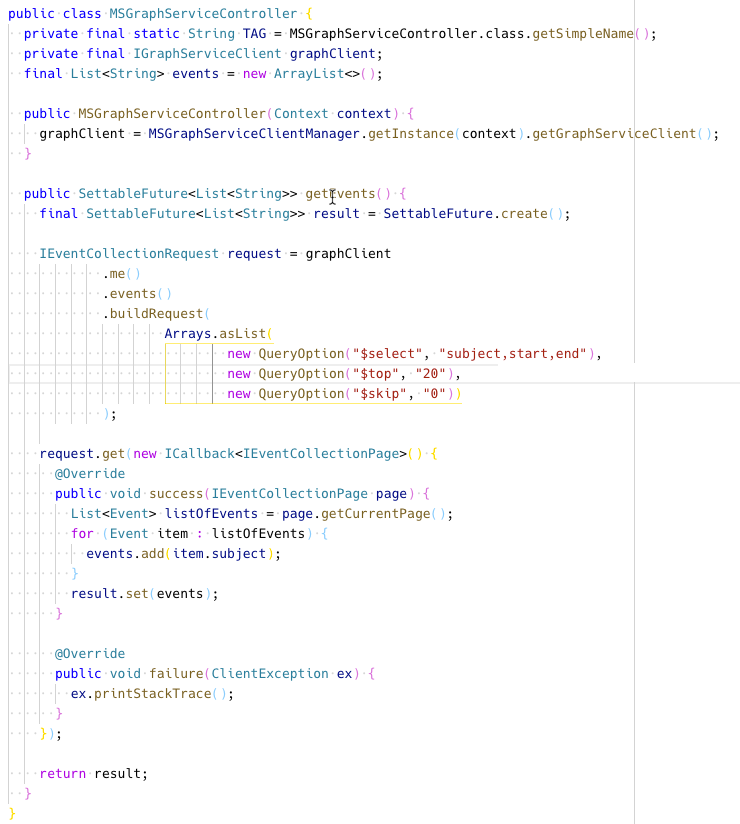 public class MSGraphServiceController {
  private final static String TAG = MSGraphServiceController.class.getSimpleName();
  private final IGraphServiceClient graphClient;
  final List<String> events = new ArrayList<>();

  public MSGraphServiceController(Context context) {
    graphClient = MSGraphServiceClientManager.getInstance(context).getGraphServiceClient();
  }

  public SettableFuture<List<String>> getEvents() {
    final SettableFuture<List<String>> result = SettableFuture.create();

    IEventCollectionRequest request = graphClient
            .me()
            .events()
            .buildRequest(
                    Arrays.asList(
                            new QueryOption("$select", "subject,start,end"),
                            new QueryOption("$top", "20"),
                            new QueryOption("$skip", "0"))
            );

    request.get(new ICallback<IEventCollectionPage>() {
      @Override
      public void success(IEventCollectionPage page) {
        List<Event> listOfEvents = page.getCurrentPage();
        for (Event item : listOfEvents) {
          events.add(item.subject);
        }
        result.set(events);
      }

      @Override
      public void failure(ClientException ex) {
        ex.printStackTrace();
      }
    });

    return result;
  }
}